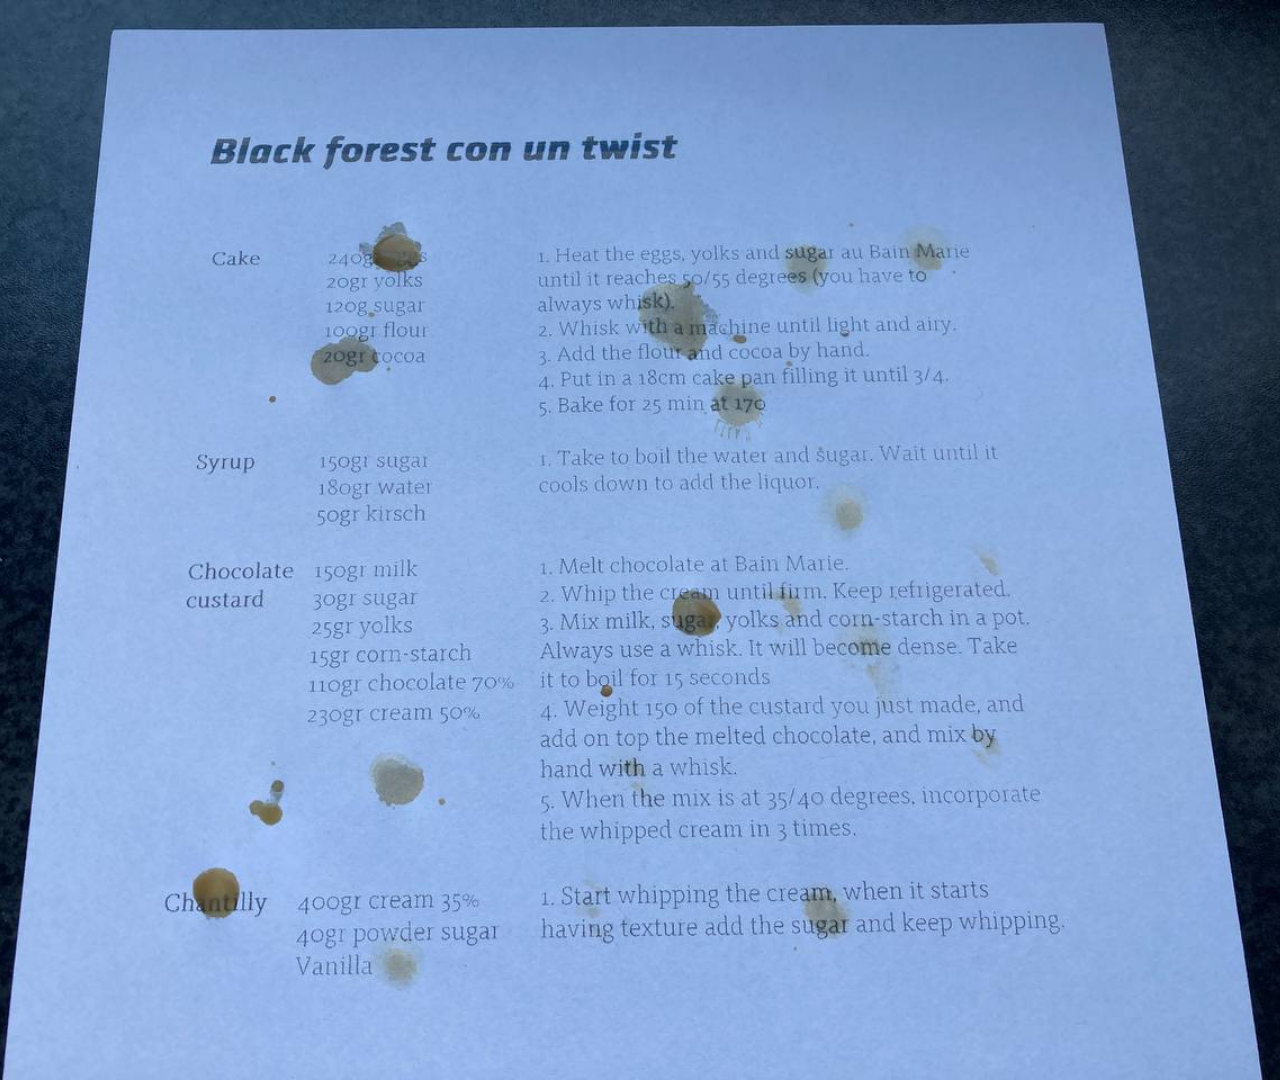 Black forest con un twist
Cake
240g
20gr yolks
120g sugar
100gr flour
20gr cocoa
1. Heat the eggs, yolks and sugar au Bain Marie
until it reaches 50/55 degrees (you have to
always whisk).
2. Whisk with a machine until light and airy.
3. Add the flour and cocoa by hand.
4. Put in a 18cm cake pan filling it until 3/4.
5. Bake for 25 min at 170
Syrup
150gr sugar
180gr water
50gr kirsch
1. Take to boil the water and sugar. Wait until it
cools down to add the liquor.
Chocolate
custard
150gr milk
30gr sugar
25gr yolks
15gr corn-starch
110gr chocolate 70%
230gr cream 50%
1. Melt chocolate at Bain Marie.
2. Whip the cream until firm. Keep refrigerated.
3. Mix milk, sugar, yolks and corn-starch in a pot.
Always use a whisk. It will become dense. Take
it to boil for 15 seconds
4. Weight 150 of the custard you just made, and
add on top the melted chocolate, and mix by
hand with a whisk.
5. When the mix is at 35/40 degrees, incorporate
the whipped cream in 3 times.
Chantilly
400gr cream 35%
40gr powder sugar
Vanilla
1. Start whipping the cream, when it starts
having texture add the sugar and keep whipping.